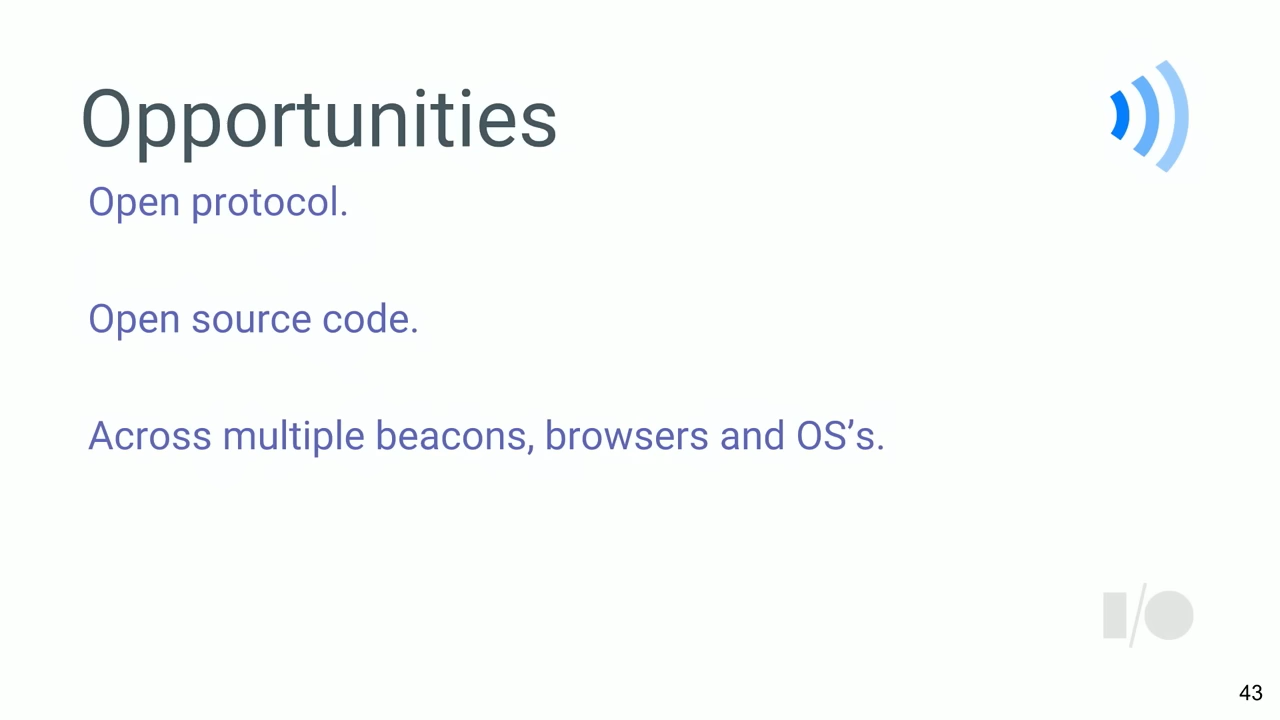 Opportunities
Open protocol.
Open source code.
Across multiple beacons, browsers and OS’s.
I/O
43